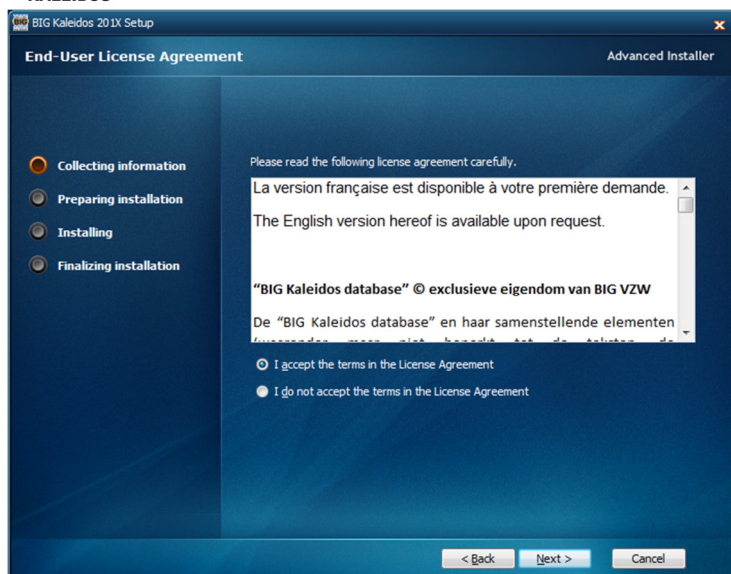 BIG Kaleidos 201X Setup
End-User License Agreement
Advanced Installer
Collecting information
Preparing installation
Installing
Finalizing installation
Please read the following license agreement carefully.
La version française est disponible à votre première demande.
The English version hereof is available upon request.
“BIG Kaleidos database” © exclusieve eigendom van BIG VZW
De “BIG Kaleidos database” en haar samenstellende elementen
I accept the terms in the License Agreement
I do not accept the terms in the License Agreement
< Back
Next >
Cancel